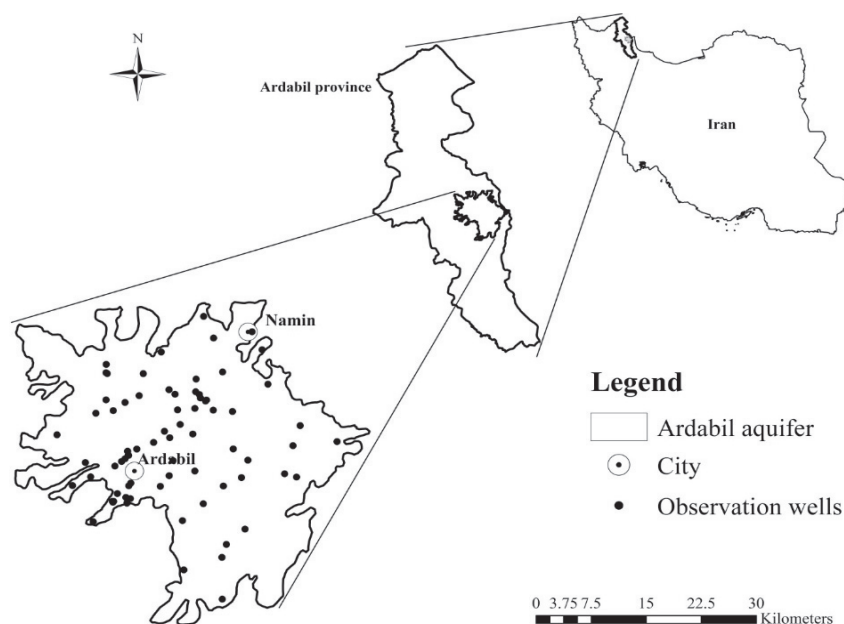 N
Ardabil province
Iran
Namin
Ardabil
Legend
Ardabil aquifer
City
Observation wells
0 3.75 7.5 15 22.5 30
Kilometers